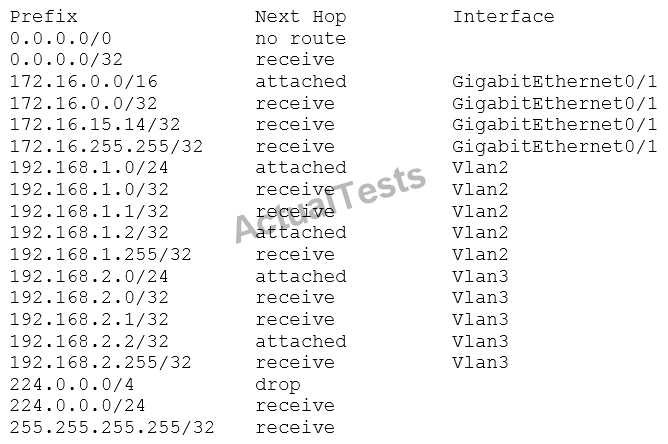 Prefix Next Hop Interface
0.0.0.0/0 no route
0.0.0.0/32 receive
172.16.0.0/16 attached GigabitEthernet0/1
172.16.0.0/32 receive GigabitEthernet0/1
172.16.15.14/32 receive GigabitEthernet0/1
172.16.255.255/32 receive GigabitEthernet0/1
192.168.1.0/24 attached Vlan2
192.168.1.0/32 receive Vlan2
192.168.1.1/32 receive Vlan2
192.168.1.2/32 attached Vlan2
192.168.1.255/32 receive Vlan2
192.168.2.0/24 attached Vlan3
192.168.2.0/32 receive Vlan3
192.168.2.1/32 receive Vlan3
192.168.2.2/32 attached Vlan3
192.168.2.255/32 receive Vlan3
224.0.0.0/4 drop
224.0.0.0/24 receive
255.255.255.255/32 receive
ActualTests